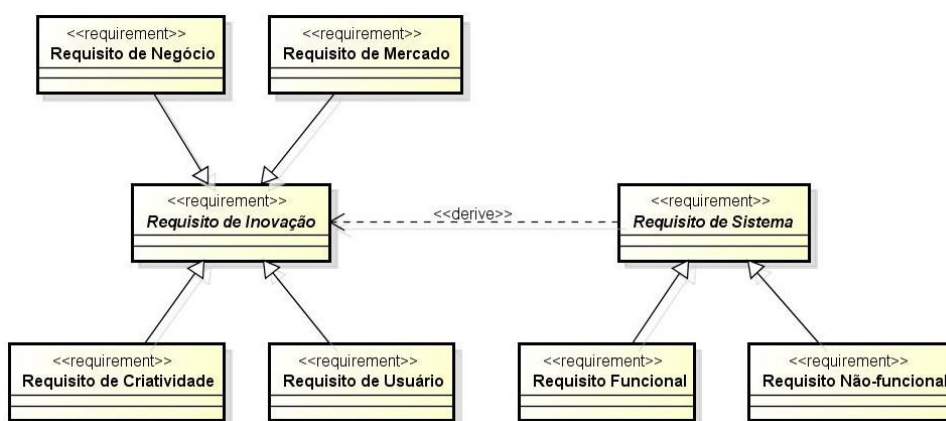 <<requirement>>
Requisito de Negócio
<<requirement>>
Requisito de Mercado
<<requirement>>
Requisito de Inovação
<<derive>>
<<requirement>>
Requisito de Sistema
<<requirement>>
Requisito de Criatividade
<<requirement>>
Requisito de Usuário
<<requirement>>
Requisito Funcional
<<requirement>>
Requisito Não-funcional